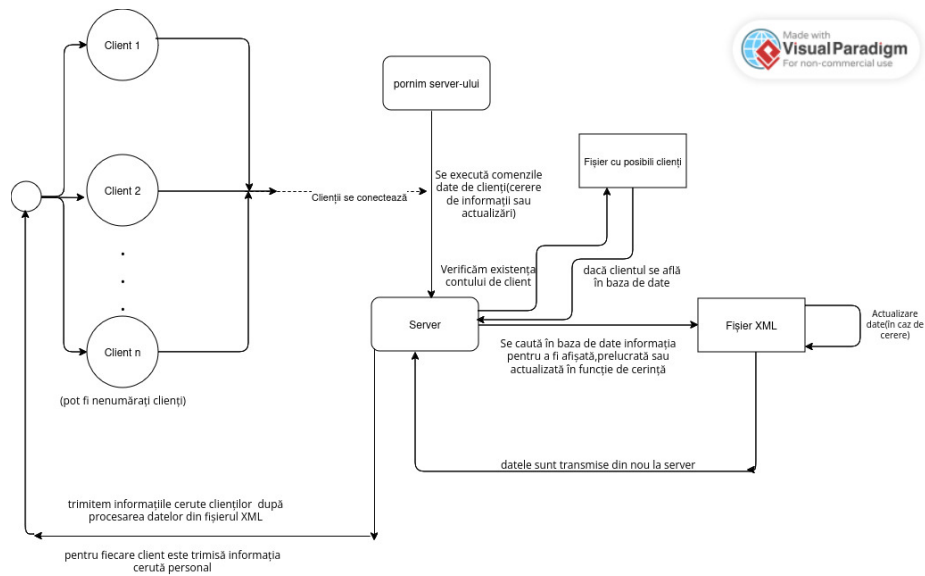 Made with
VisualParadigm
For non-commercial use
Client 1
pornim server-ului
Fișier cu posibili clienți
Client 2
Clienții se conectează
Se execută comenzile
date de clienți(cerere
de informații sau
actualizări)
Verificăm existența
contului de client
dacă clientul se află
în baza de date
Server
Fișier XML
Actualizare
date(în caz de
cerere)
Client n
Se caută în baza de date informația
pentru a fi afișată,prelucrată sau
actualizată în funcție de cerință
(pot fi nenumărați clienți)
datele sunt transmise din nou la server
trimitem informațiile cerute clienților după
procesarea datelor din fișierul XML
pentru fiecare client este trimisă informația
cerută personal